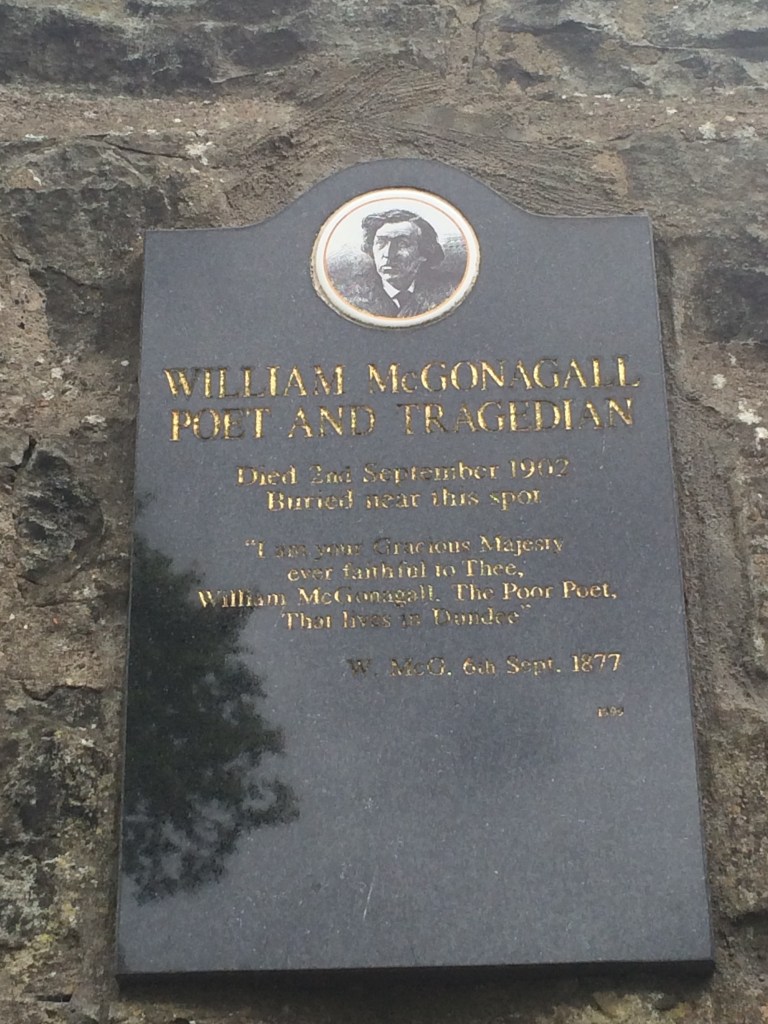 WILLIAM McGONAGALL
POET AND TRAGEDIAN
Died 2nd September 1902
Buried near this spot
"I am your Gracious Majesty
ever faithful to Thee,
William McGonagall, The Poor Poet,
That lives in Dundee"
W. McG. 6th Sept. 1877
1999